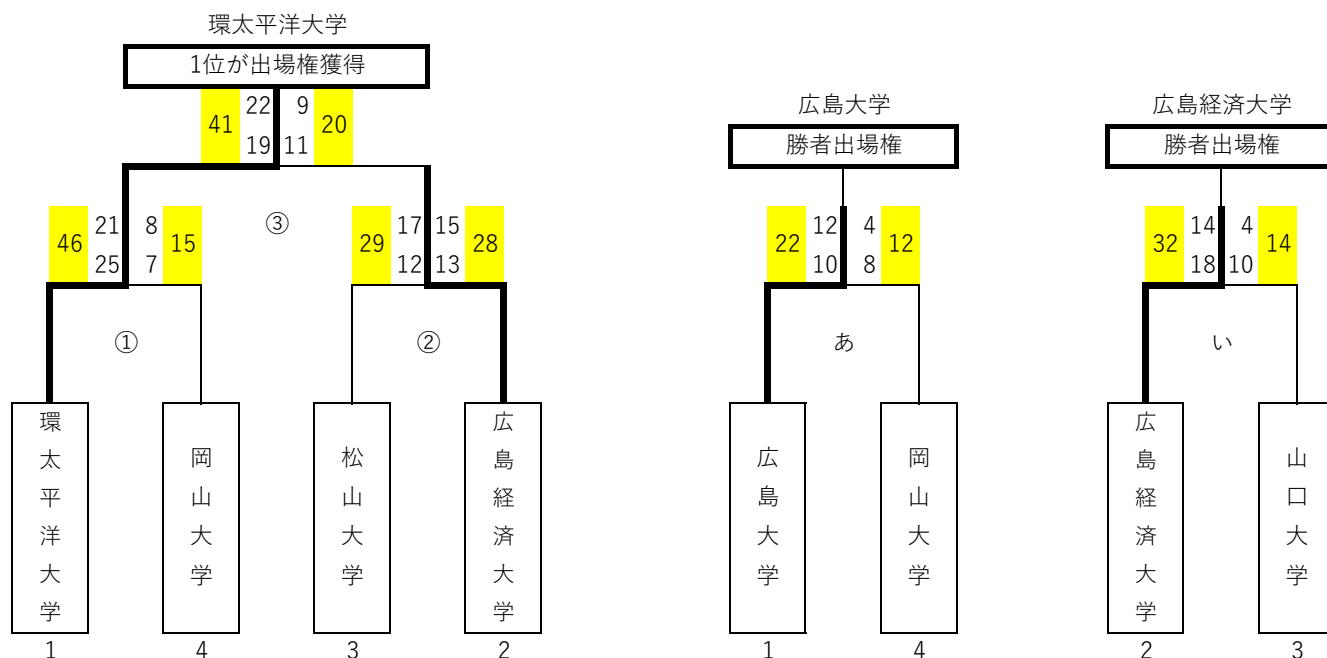 環太平洋大学
1位が出場権獲得
41 22 9 20
19 11
46 21 8 15
25 7
③
29 17 15 28
12 13
①
②
環太平洋大学
岡山大学
松山大学
広島経済大学
1 4 3 2
広島大学
勝者出場権
22 12 4 12
10 8
あ
広島大学
岡山大学
1 4
広島経済大学
勝者出場権
32 14 4 14
18 10
い
広島経済大学
山口大学
2 3